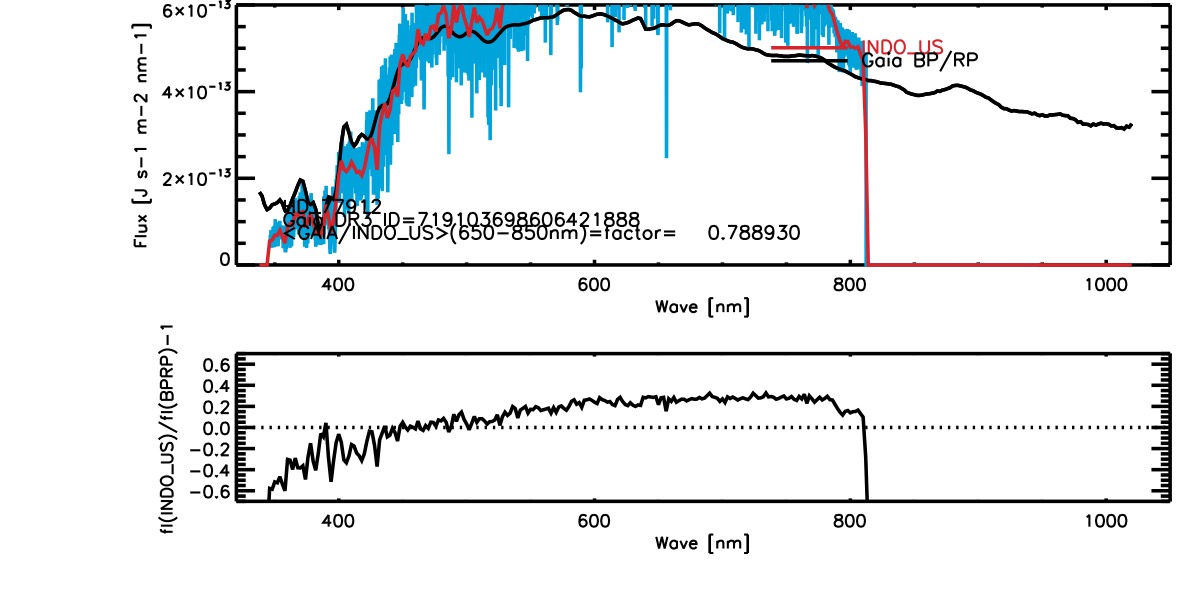 6×10−13
4×10−13
2×10−13
0
Flux [J s−1 m−2 nm−1]
INDO_US
Gaia BP/RP
HD_77912
Gaia DR3 ID=719103698606421888
<GAIA/INDO_US>(650−850nm)=factor= 0.788930
400 600 800 1000
Wave [nm]
0.6
0.4
0.2
0.0
−0.2
−0.4
−0.6
fl(INDO_US)/fl(BPRP)−1
400 600 800 1000
Wave [nm]